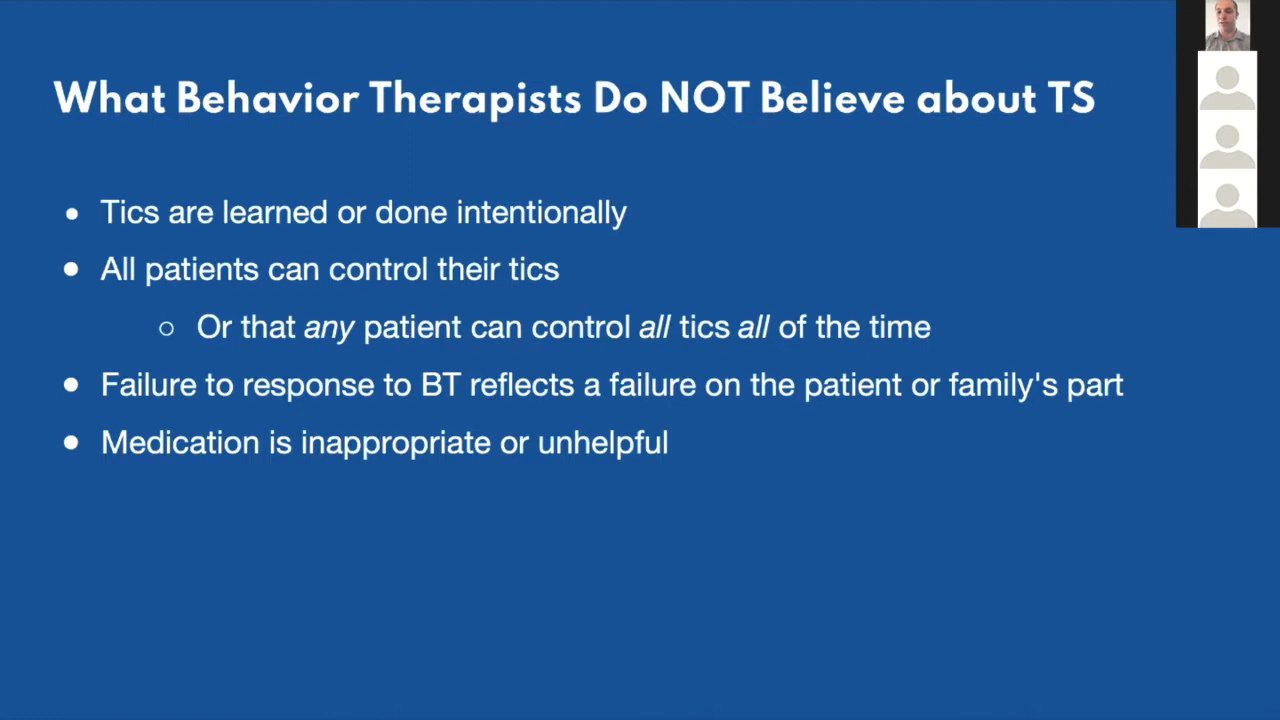 What Behavior Therapists Do NOT Believe about TS
• Tics are learned or done intentionally
• All patients can control their tics
○ Or that any patient can control all tics all of the time
• Failure to response to BT reflects a failure on the patient or family's part
• Medication is inappropriate or unhelpful